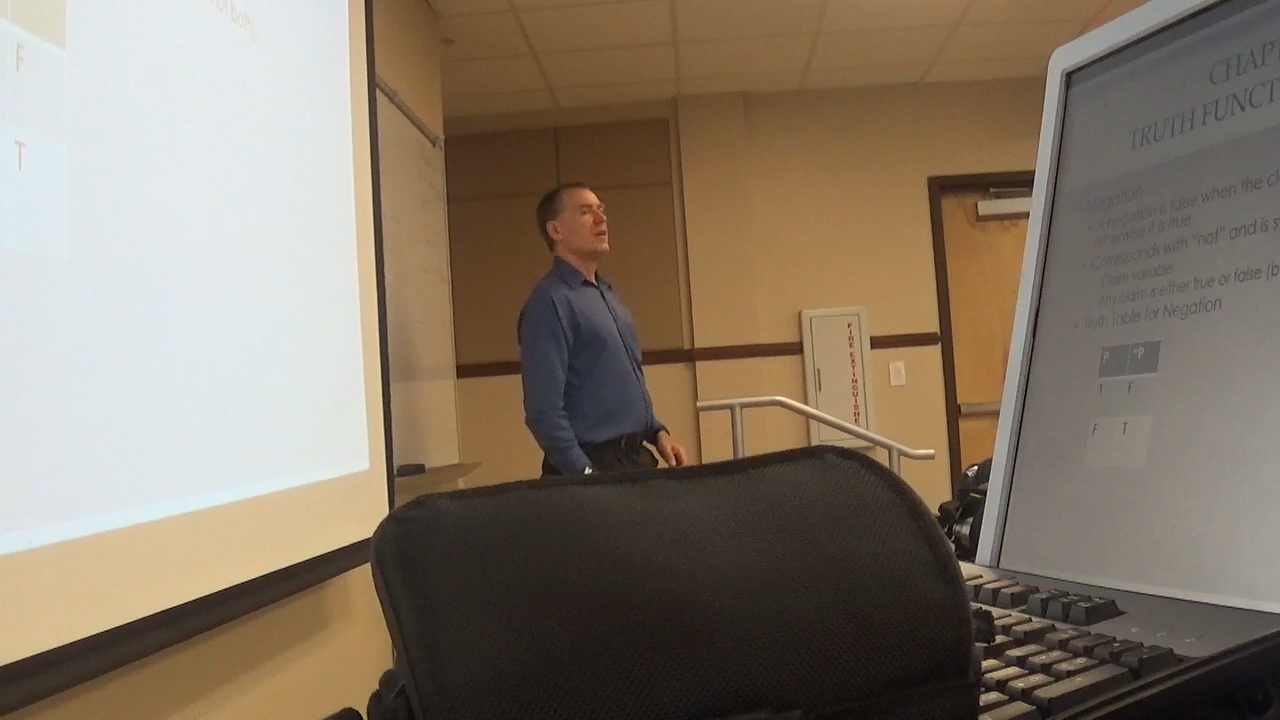 not both).
F
T
FIRE EXTINGUISHE
CHAP
TRUTH FUNCT
Negation
A negation is false when the cl
otherwise it is true.
Corresponds with "not" and is s
Claim variable
Any claim is either true or false (b
Truth Table for Negation
P ~P
T F
F T